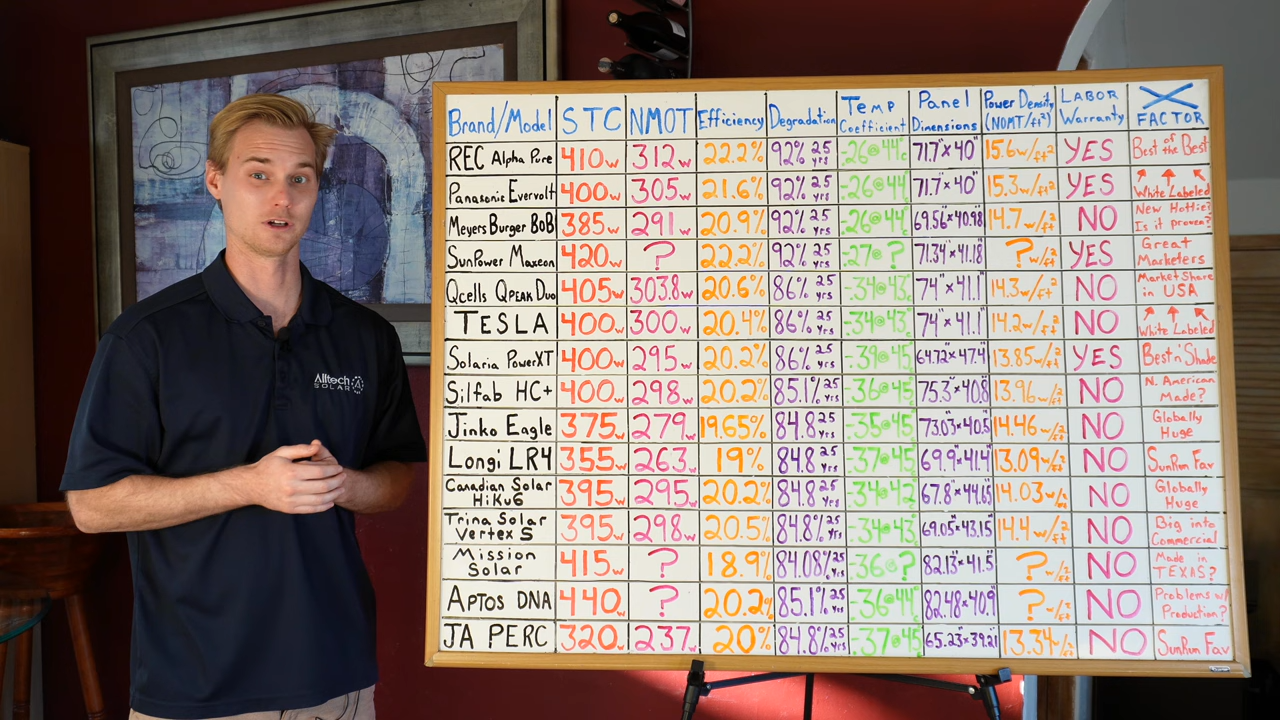 Alltech
SOLAR
Brand/Model STC NMOT Efficiency Degradation Temp Coefficient Panel Dimensions Power Density (NOMT/ft²) LABOR Warranty X FACTOR
REC Alpha Pure 410w 312w 22.2% 92% 25 yrs -.26@44°c 71.7"x40" 15.6w/ft² YES Best of the Best
Panasonic Evervolt 400w 305w 21.6% 92% 25 yrs -.26@44 71.7"x40" 15.3w/ft² YES ↑ ↑ ↑ White Labeled
Meyers Burger BoB 385w 291w 20.9% 92% 25 yrs -.26@44 69.56"x40.98 14.7w/ft² NO New Hottie? Is it proven?
SunPower Maxeon 420w ? 22.2% 92% 25 yrs -.27@? 71.34"x41.18" ?w/ft² YES Great Marketers
Qcells QPeak Duo 405w 303.8w 20.6% 86% 25 yrs -.34@43°c 74"x41.1" 14.3w/ft² NO Market Share in USA
TESLA 400w 300w 20.4% 86% 25 yrs -.34@43° 74"x41.1" 14.2w/ft² NO ↑ ↑ ↑ White Labeled
Solaria PowerXT 400w 295w 20.2% 86% 25 yrs -.39@45 64.72"x47.4" 13.85w/ft² YES Best n' Shade
Silfab HC+ 400w 298w 20.2% 85.1% 25 yrs -.36@45 75.3"x40.8 13.96w/ft² NO N. American Made?
Jinko Eagle 375w 279w 19.65% 84.8 25 yrs -.35@45 73.03"x40.5 14.46w/ft² NO Globally Huge
Longi LR4 355w 263w 19% 84.8 25 yrs -.37@45 69.9"x41.4" 13.09w/ft² NO SunRun Fav
Canadian Solar HiKu6 395w 295w 20.2% 84.8 25 yrs -.34@42 67.8"x44.65" 14.03w/ft² NO Globally Huge
Trina Solar Vertex S 395w 298w 20.5% 84.8% 25 yrs -.34@43°c 69.05"x43.15" 14.4w/ft² NO Big into Commercial
Mission Solar 415w ? 18.9% 84.08% 25 yrs -.36@? 82.13"x41.5" ?w/ft² NO Made in TEXAS?
Aptos DNA 440w ? 20.2% 85.1% 25 yrs -.36@44°c 82.48"x40.9" ?w/ft² NO Problems w/ Production?
JA PERC 320w 237w 20% 84.8% 25 yrs -.37@45 65.23"x39.21" 13.34w/ft² NO SunRun Fav